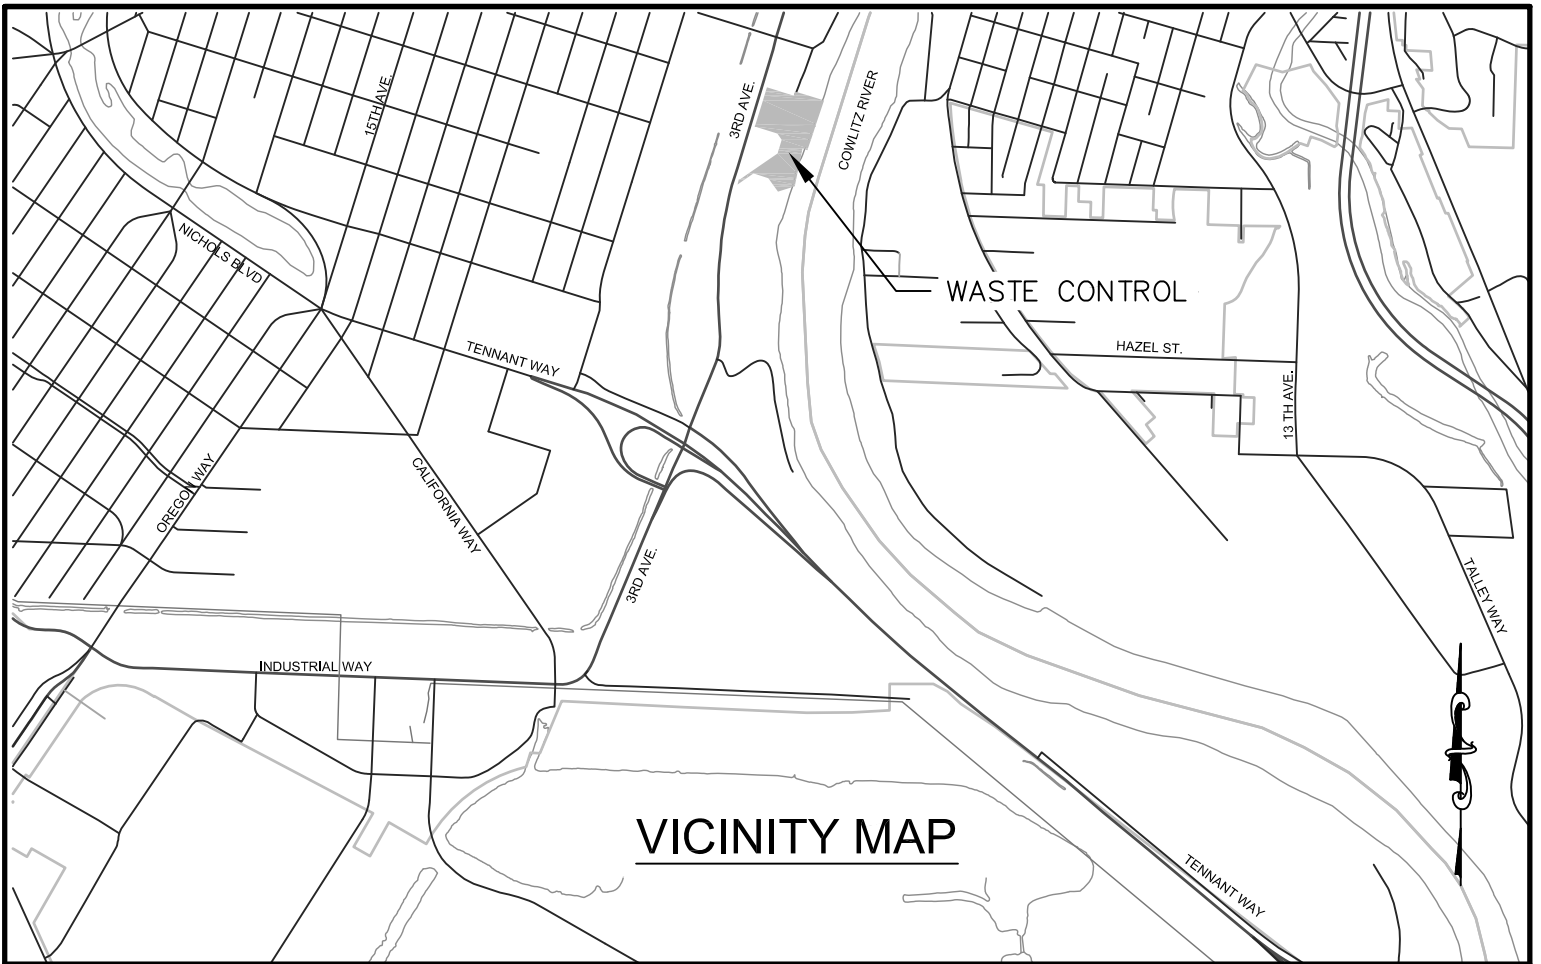 15TH AVE.
3RD AVE.
COWLITZ RIVER
NICHOLS BLVD
WASTE CONTROL
TENNANT WAY
HAZEL ST.
13 TH AVE.
OREGON WAY
CALIFORNIA WAY
3RD AVE.
TALLEY WAY
INDUSTRIAL WAY
VICINITY MAP
TENNANT WAY